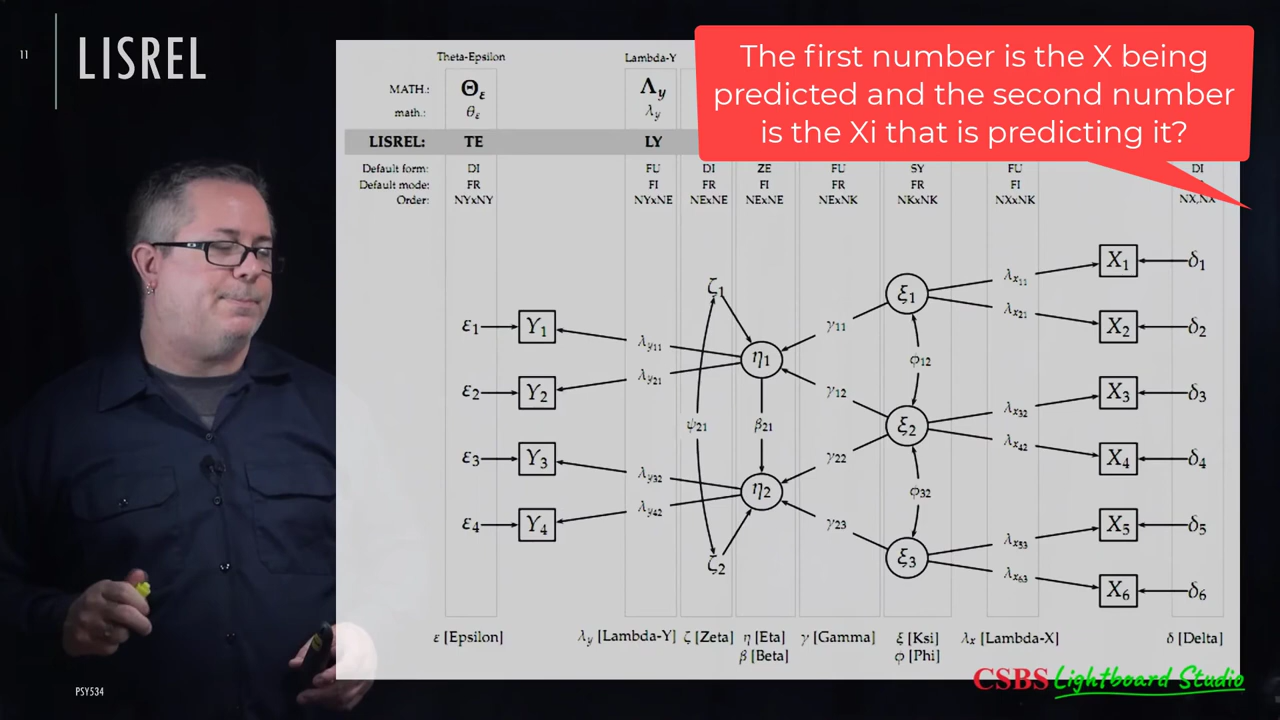 11
LISREL
The first number is the X being
predicted and the second number
is the Xi that is predicting it?
Theta-Epsilon Lambda-Y
MATH.: Θε Λy
math.: θε λy
LISREL: TE LY
Default form: DI FU DI ZE FU SY FU DI
Default mode: FR FI FR FI FR FR FI
Order: NYxNY NYxNE NExNE NExNE NExNK NKxNK NXxNK NX,NX
X1 δ1
ζ1 ξ1 λx11
λx21
ε1 Y1 γ11 X2 δ2
λy11
η1 ϕ12
λy21
ε2 Y2 γ12 X3 δ3
λx32
ψ21 β21 ξ2
λx42
ε3 Y3 γ22 X4 δ4
λy32
η2 ϕ32
λy42
ε4 Y4 γ23 X5 δ5
λx53
ζ2 ξ3
λx63
X6 δ6
ε [Epsilon] λy [Lambda-Y] ζ [Zeta] η [Eta] γ [Gamma] ξ [Ksi] λx [Lambda-X] δ [Delta]
β [Beta] ϕ [Phi]
CSBS Lightboard Studio
PSY534